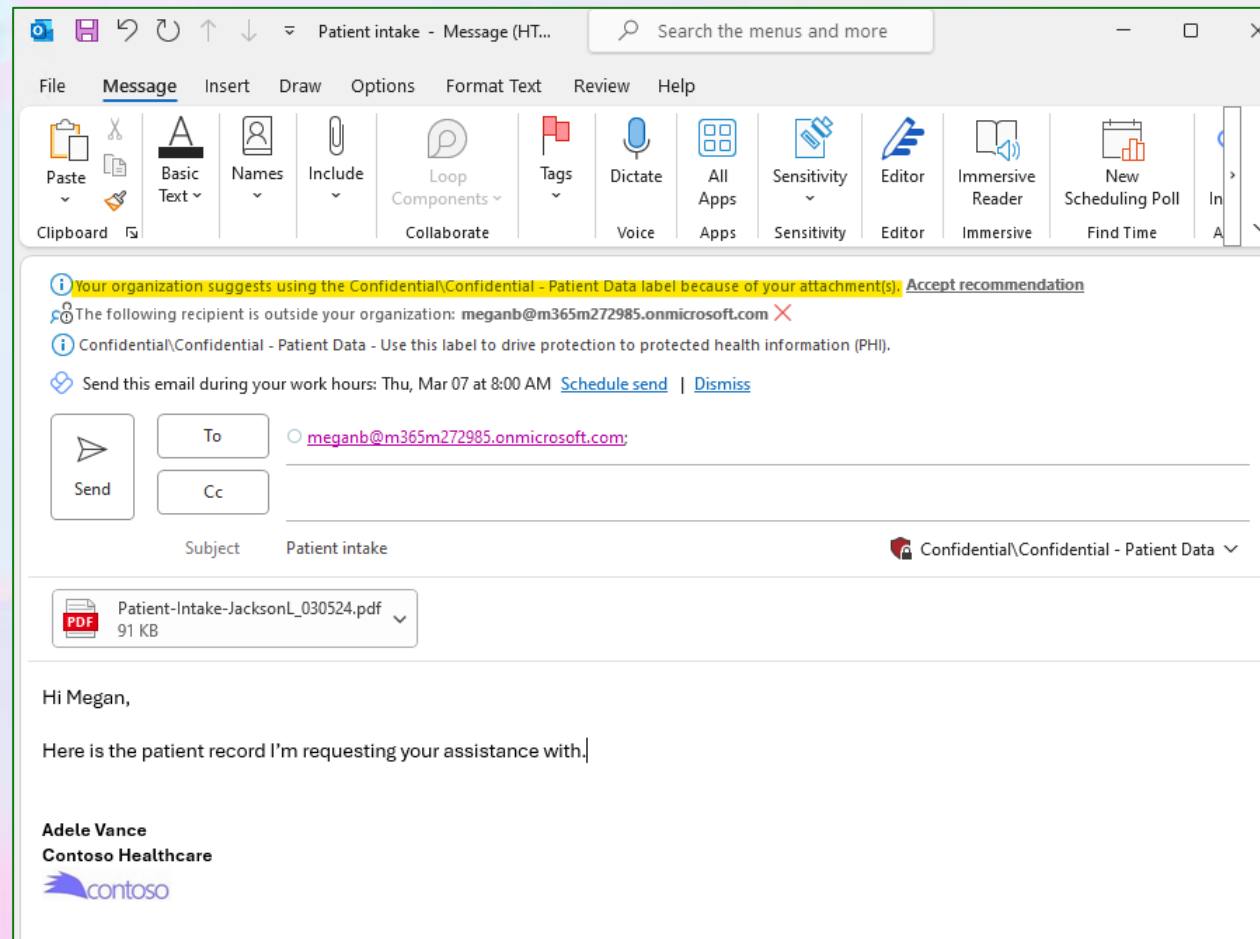 Patient intake - Message (HT...
Search the menus and more
File Message Insert Draw Options Format Text Review Help
Paste
Basic Text
Names
Include
Loop Components
Tags
Dictate
All Apps
Sensitivity
Editor
Immersive Reader
New Scheduling Poll
In
Clipboard Collaborate Voice Apps Sensitivity Editor Immersive Find Time A
Your organization suggests using the Confidential\Confidential - Patient Data label because of your attachment(s). Accept recommendation
The following recipient is outside your organization: meganb@m365m272985.onmicrosoft.com
Confidential\Confidential - Patient Data - Use this label to drive protection to protected health information (PHI).
Send this email during your work hours: Thu, Mar 07 at 8:00 AM Schedule send | Dismiss
To meganb@m365m272985.onmicrosoft.com;
Send
Cc
Subject Patient intake Confidential\Confidential - Patient Data
PDF
Patient-Intake-JacksonL_030524.pdf
91 KB
Hi Megan,
Here is the patient record I'm requesting your assistance with.
Adele Vance
Contoso Healthcare
contoso